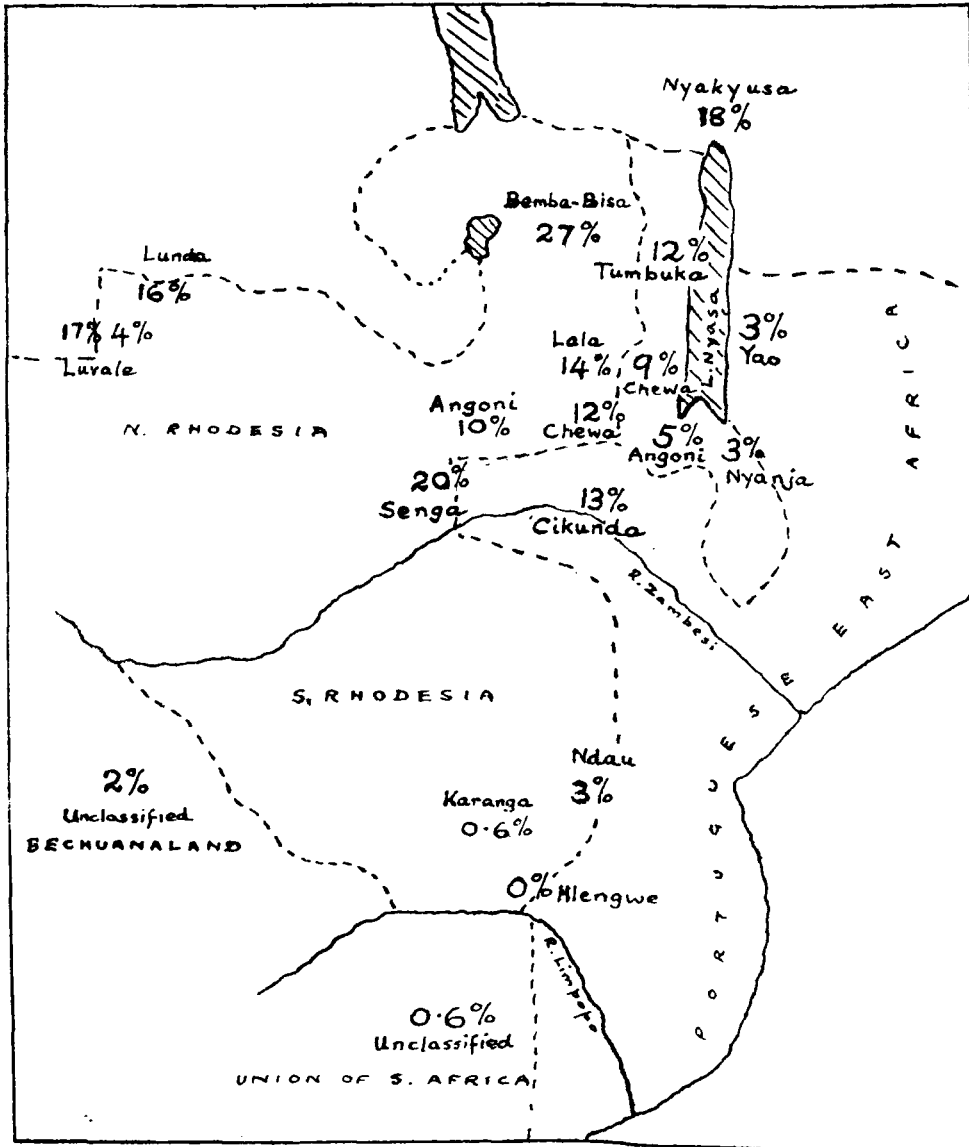 Nyakyusa
18%
Bemba-Bisa
27%
12%
Tumbuka
Lunda
16%
17% 4%
Luvale
L. Nyasa
3%
Yao
Lala
14%
9%
Chewa
Angoni
10%
12%
Chewa
5%
Angoni
3%
Nyanja
N. RHODESIA
20%
Senga
13%
Cikunda
R. Zambesi
S. RHODESIA
Ndau
3%
Karanga
0.6%
2%
Unclassified
BECHUANALAND
0% Hlengwe
R. Limpopo
0.6%
Unclassified
UNION OF S. AFRICA
PORTUGUESE EAST AFRICA